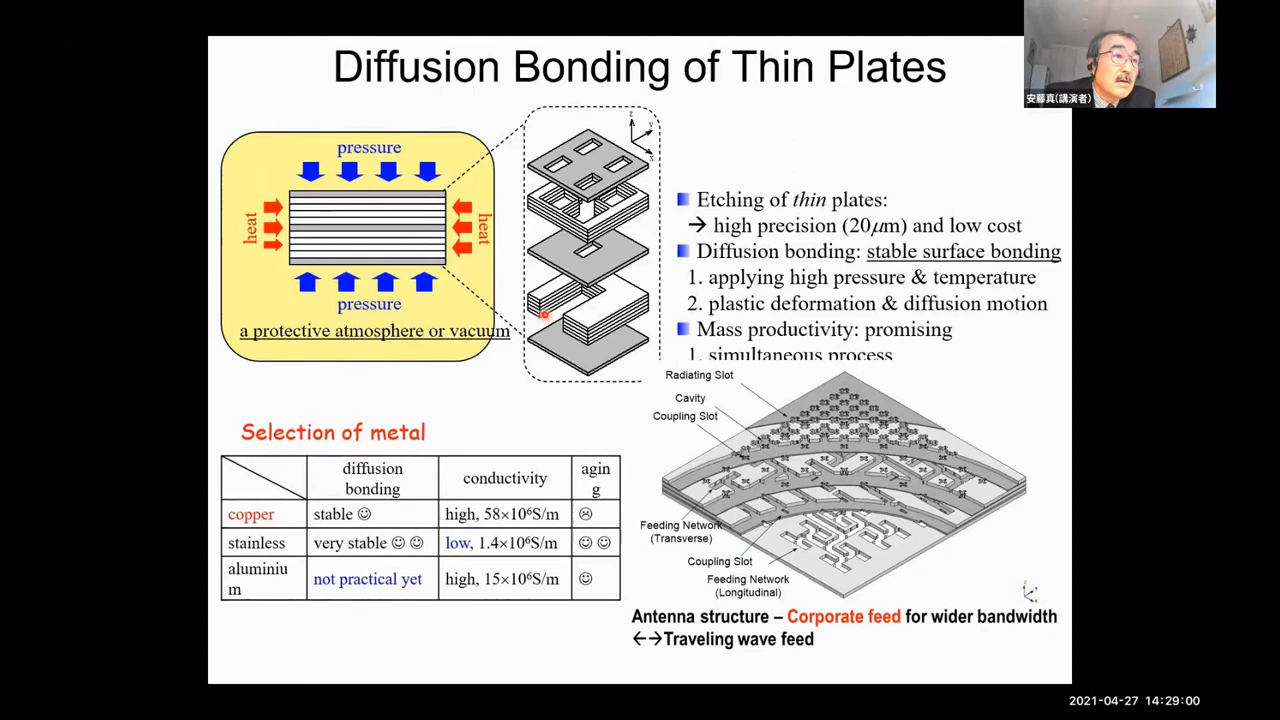 Diffusion Bonding of Thin Plates
安藤真(講演者)
pressure
heat
heat
pressure
a protective atmosphere or vacuum
z
y
x
Etching of thin plates:
→ high precision (20μm) and low cost
Diffusion bonding: stable surface bonding
1. applying high pressure & temperature
2. plastic deformation & diffusion motion
Mass productivity: promising
1. simultaneous process
Selection of metal
diffusion
bonding
conductivity
agin
g
copper
stable ☺
high, 58×10⁶S/m
☹
stainless
very stable ☺ ☺
low, 1.4×10⁶S/m
☺ ☺
aluminiu
m
not practical yet
high, 15×10⁶S/m
☺
Radiating Slot
Cavity
Coupling Slot
Feeding Network
(Transverse)
Coupling Slot
Feeding Network
(Longitudinal)
Antenna structure – Corporate feed for wider bandwidth
←→Traveling wave feed
2021-04-27 14:29:00